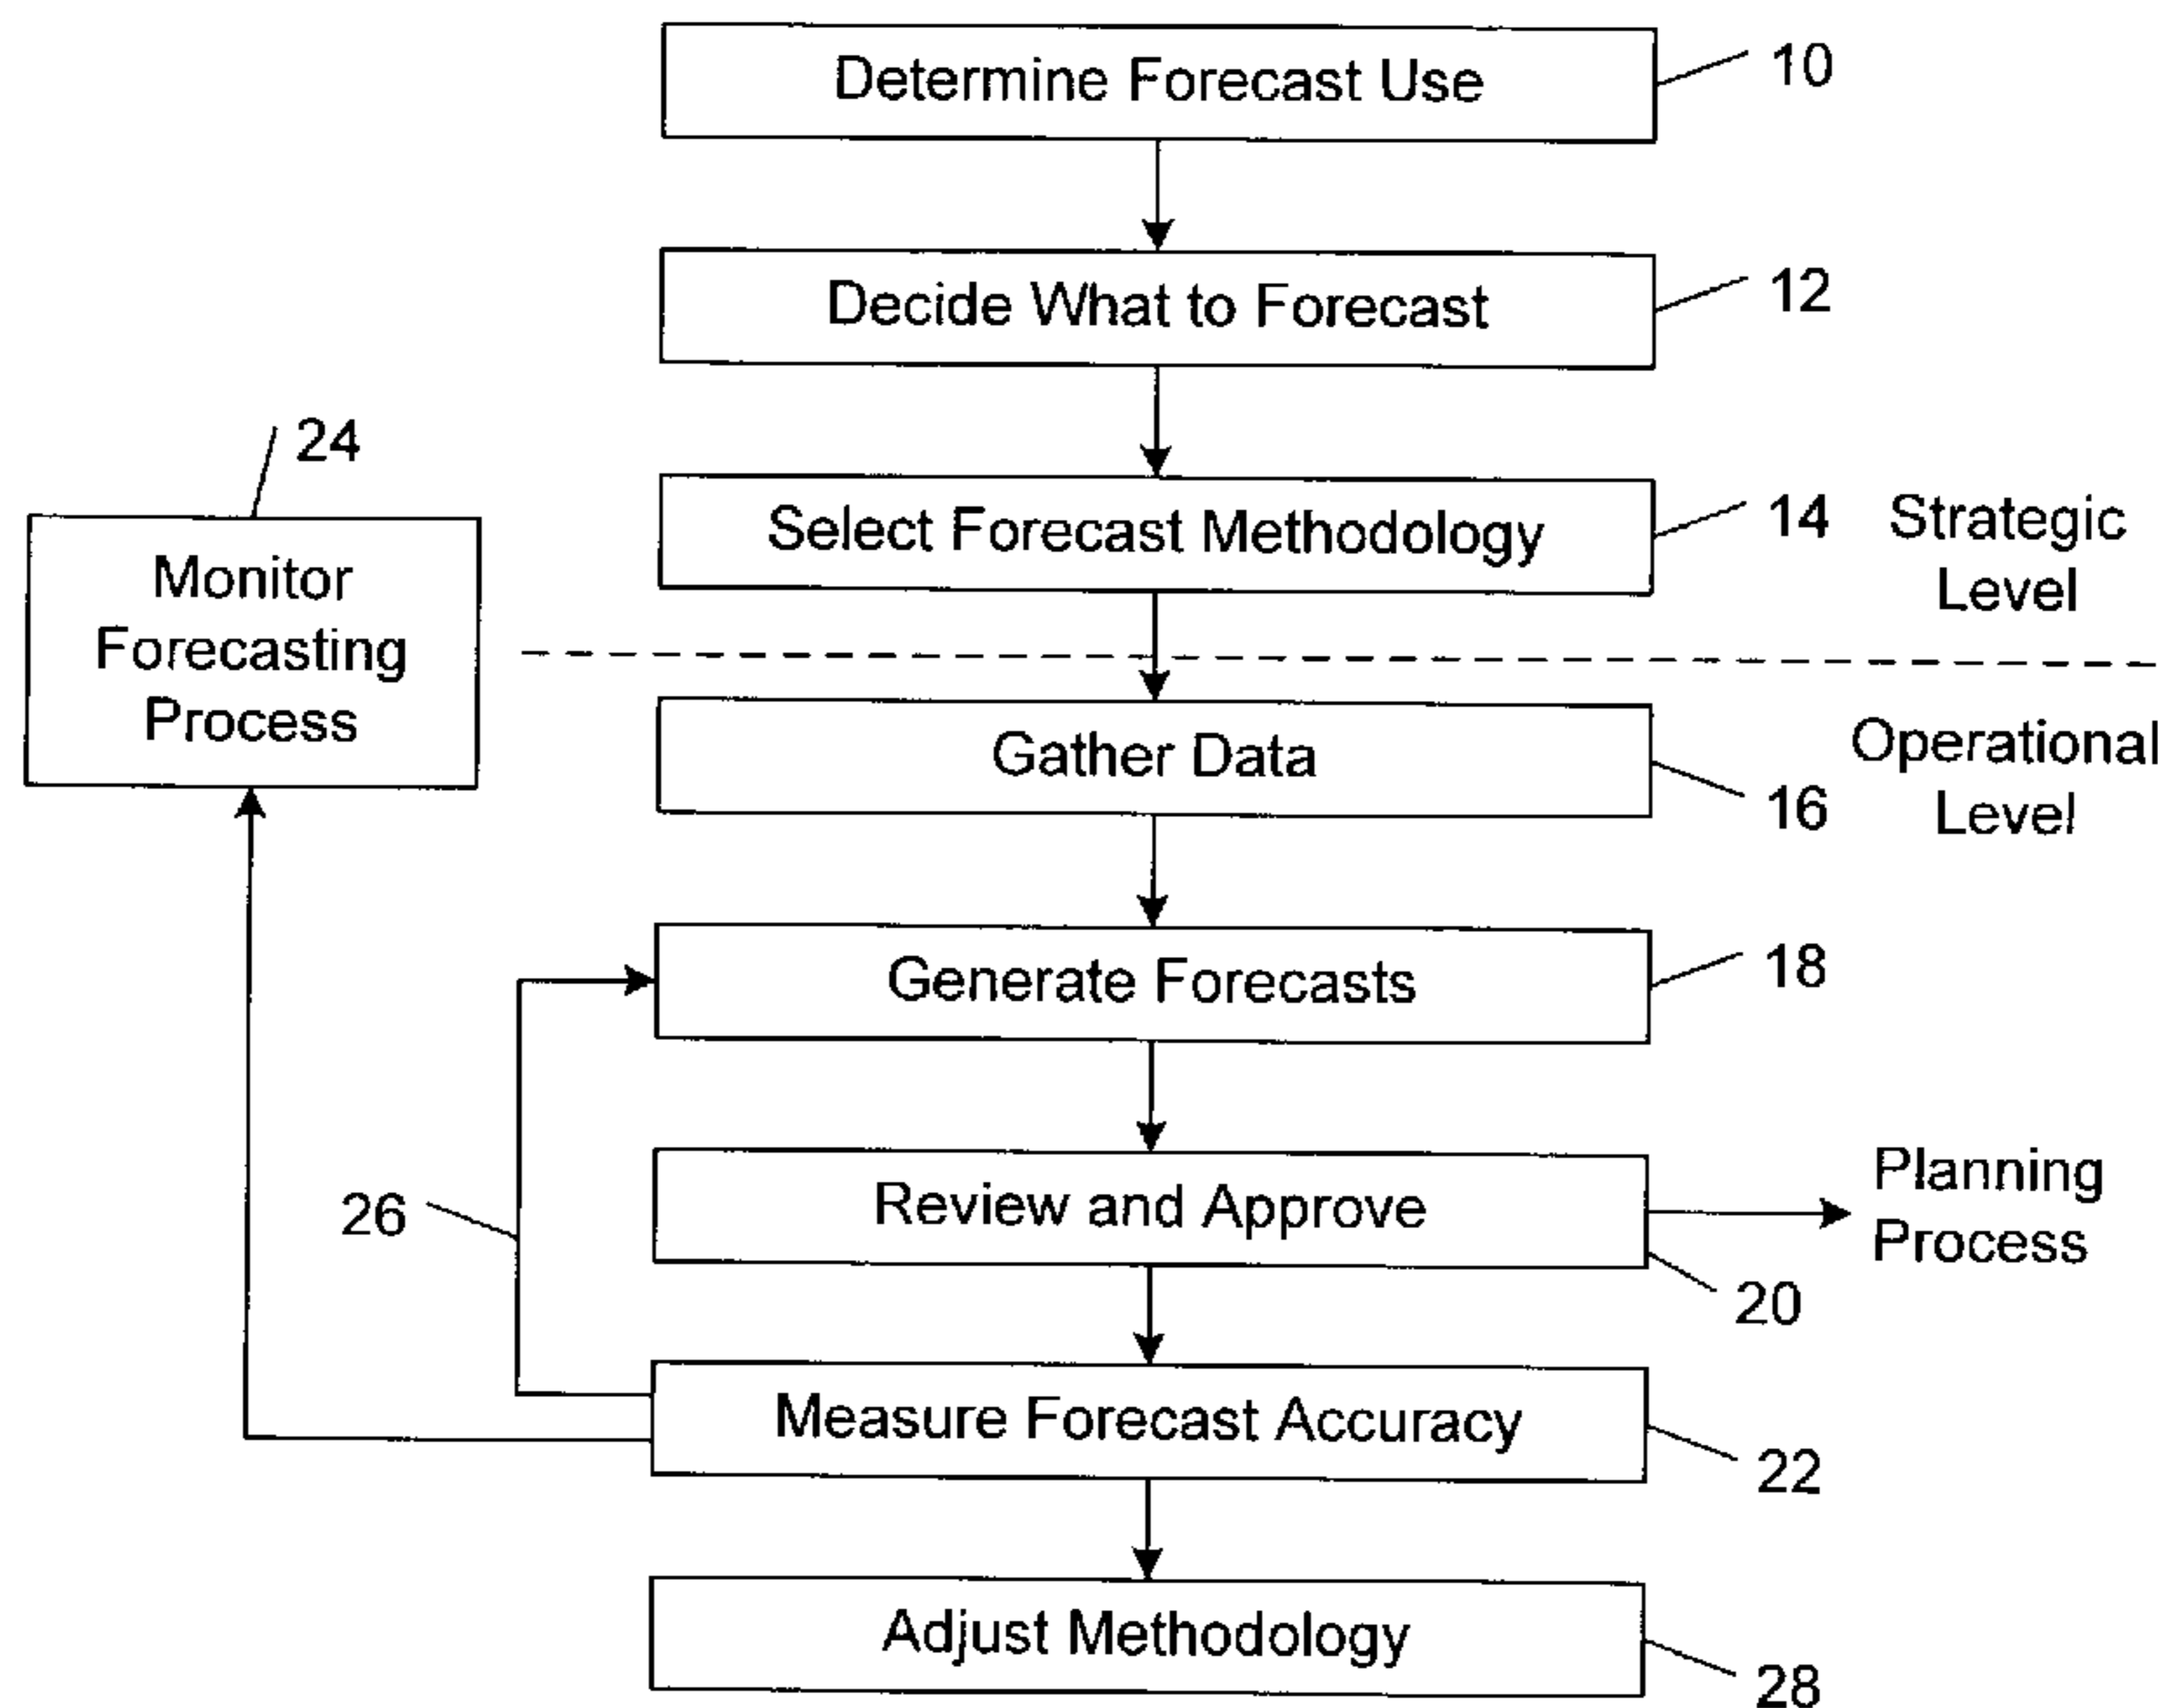 Determine Forecast Use
10
Decide What to Forecast
12
24
Select Forecast Methodology
14
Strategic
Level
Monitor
Forecasting
Process
Gather Data
16
Operational
Level
Generate Forecasts
18
26
Review and Approve
Planning
Process
20
Measure Forecast Accuracy
22
Adjust Methodology
28